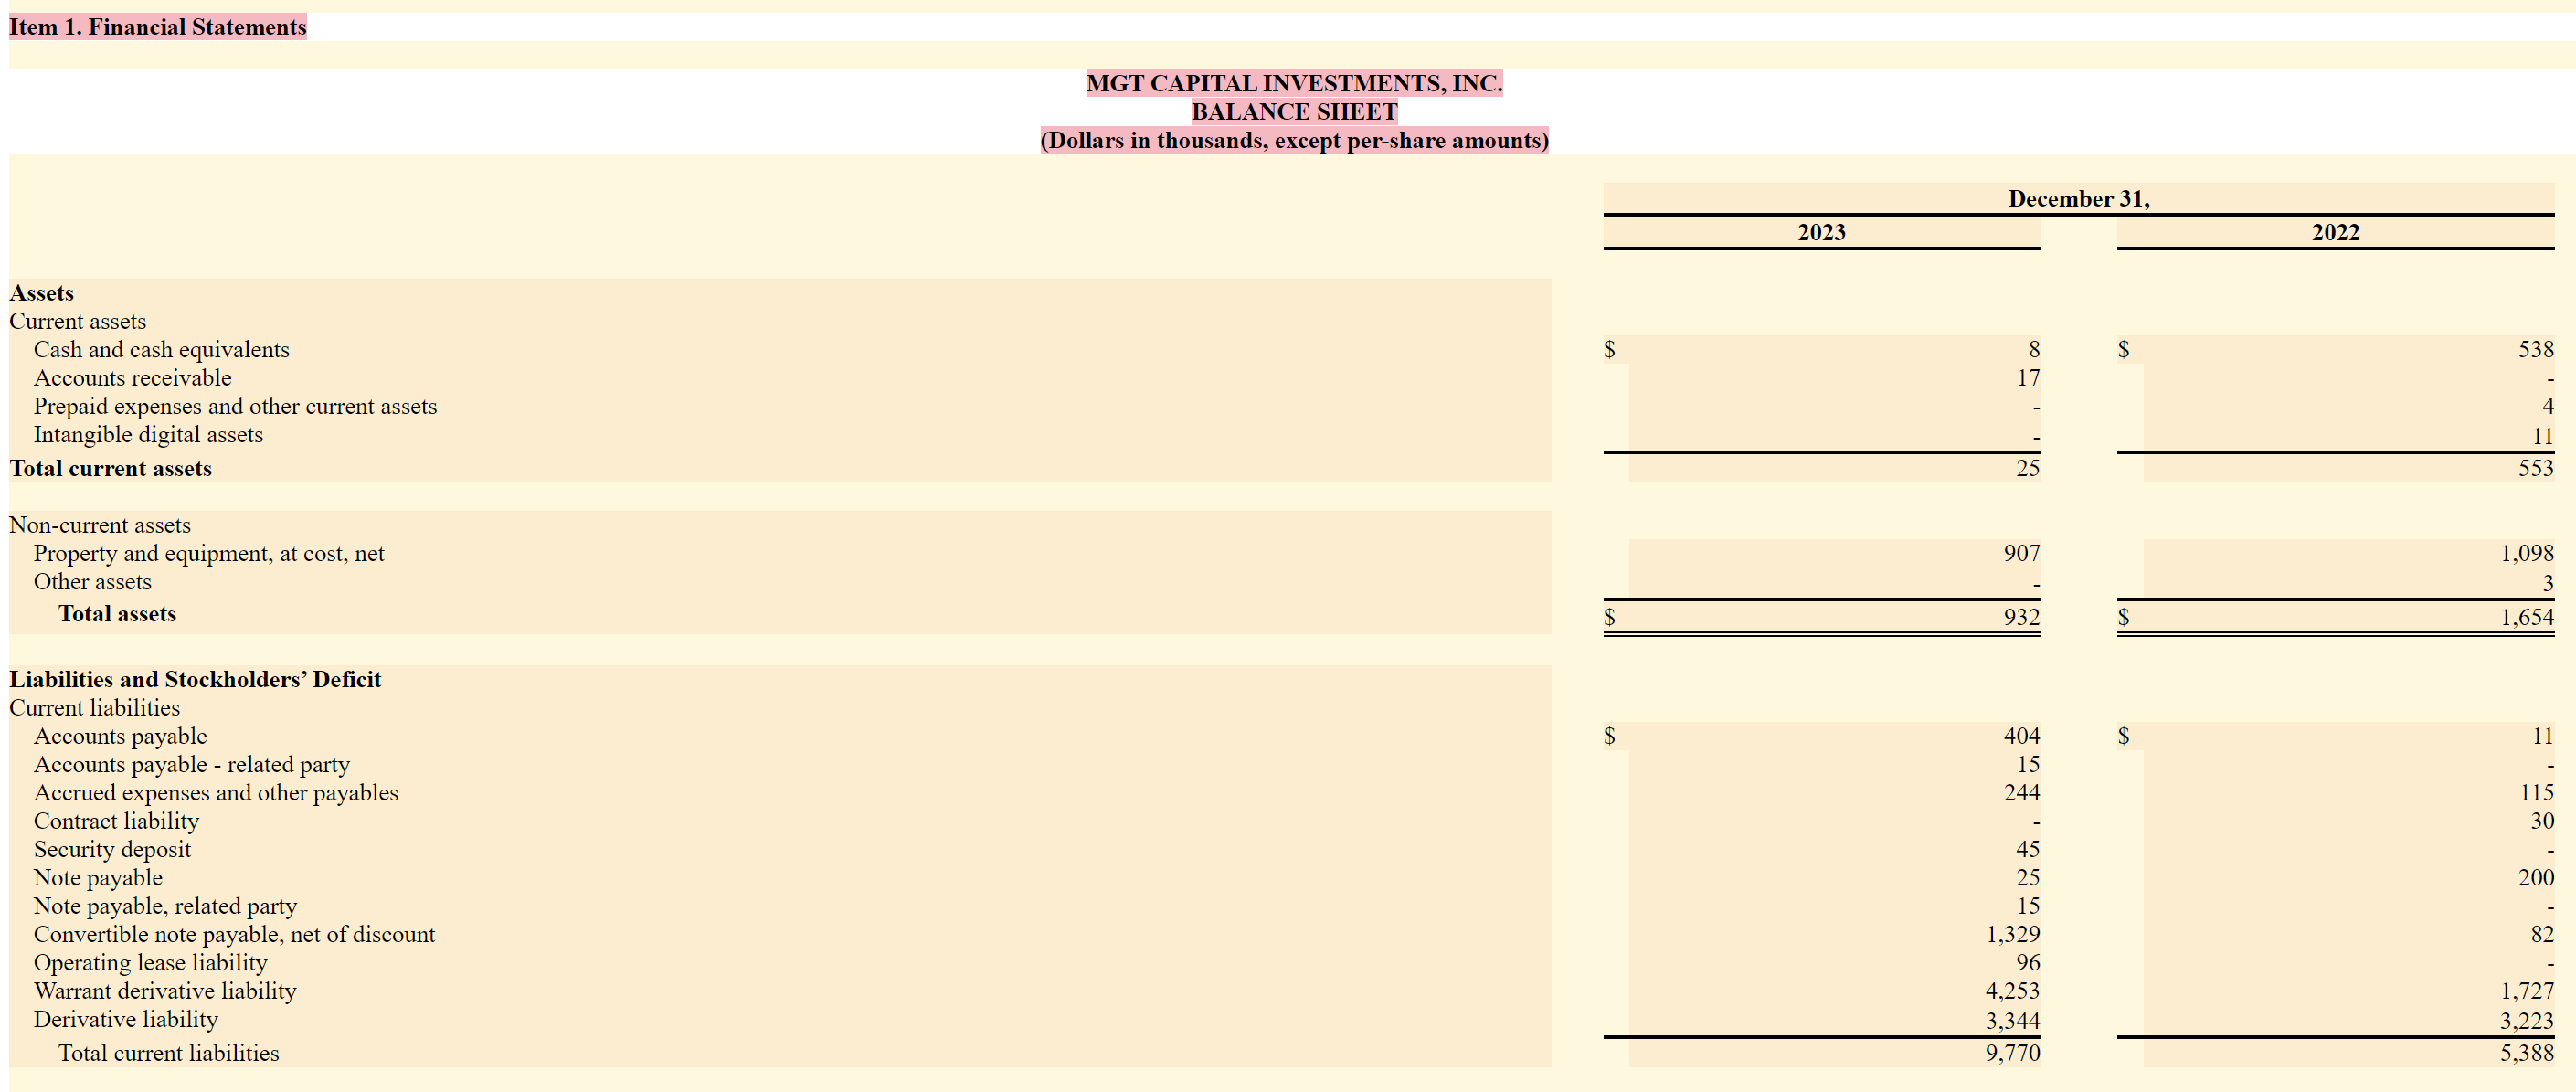 Item 1. Financial Statements
MGT CAPITAL INVESTMENTS, INC.
BALANCE SHEET
(Dollars in thousands, except per-share amounts)
December 31,
2023 2022
Assets
Current assets
Cash and cash equivalents $ 8 $ 538
Accounts receivable 17 -
Prepaid expenses and other current assets - 4
Intangible digital assets - 11
Total current assets 25 553
Non-current assets
Property and equipment, at cost, net 907 1,098
Other assets - 3
Total assets $ 932 $ 1,654
Liabilities and Stockholders’ Deficit
Current liabilities
Accounts payable $ 404 $ 11
Accounts payable - related party 15 -
Accrued expenses and other payables 244 115
Contract liability - 30
Security deposit 45 -
Note payable 25 200
Note payable, related party 15 -
Convertible note payable, net of discount 1,329 82
Operating lease liability 96 -
Warrant derivative liability 4,253 1,727
Derivative liability 3,344 3,223
Total current liabilities 9,770 5,388